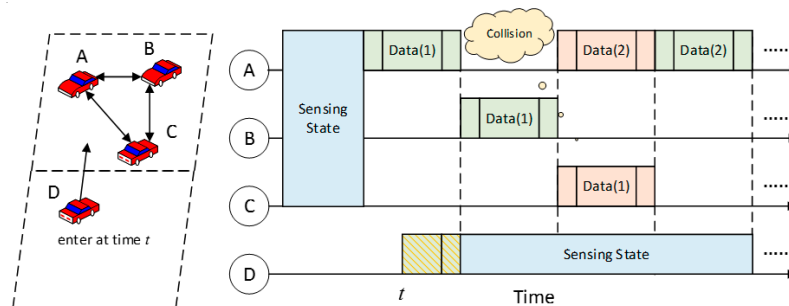 A
B
C
D
enter at time t
Collision
A
Data(1)
Data(2)
Data(2)
......
Sensing
State
B
Data(1)
......
C
Data(1)
......
D
Sensing State
......
t
Time